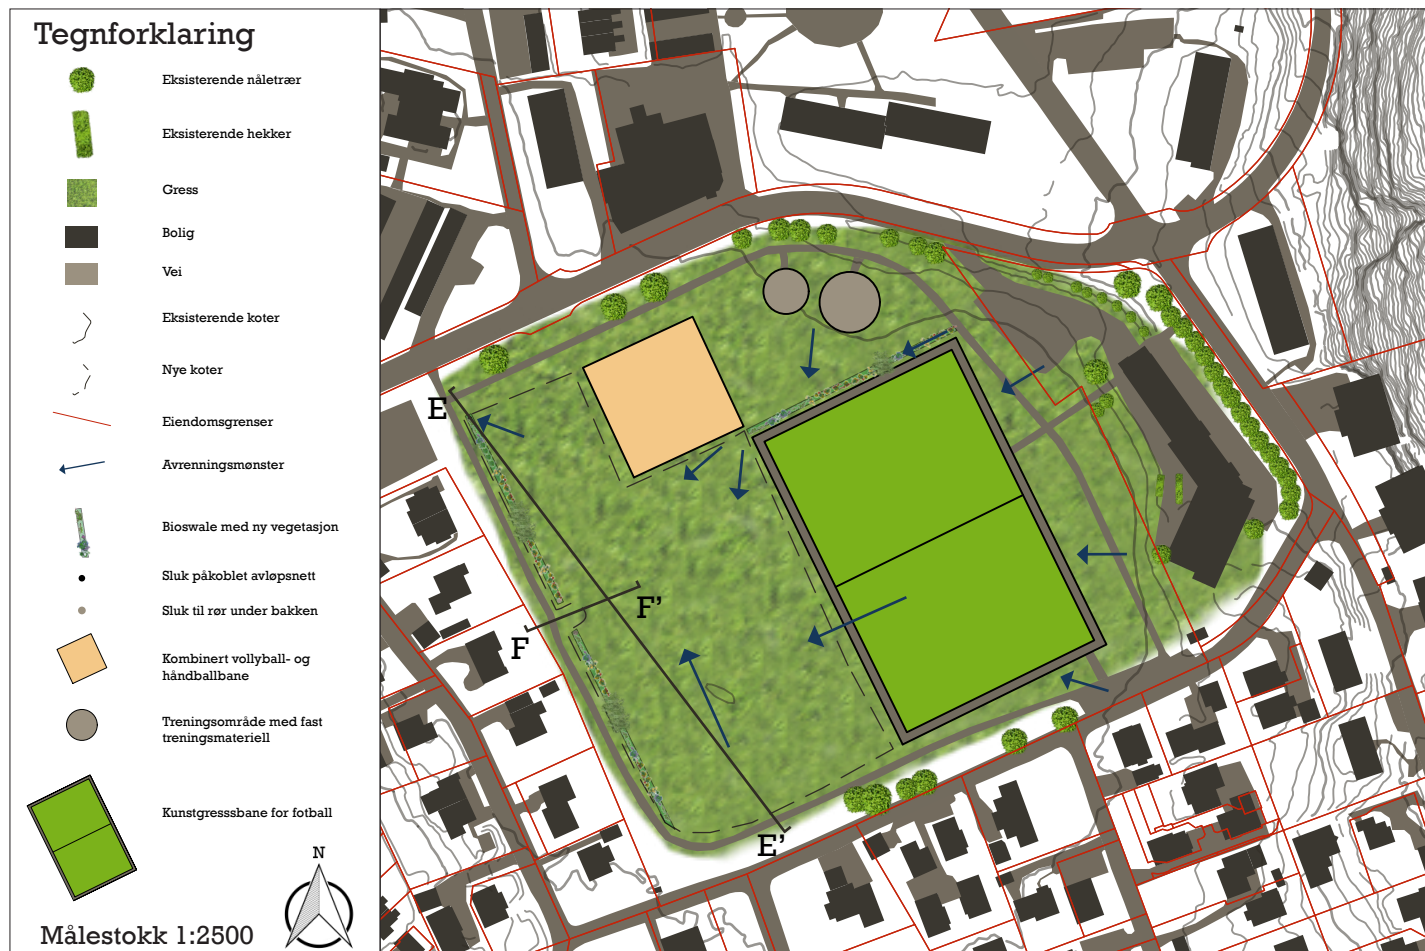 Tegnforklaring
Eksisterende nåletrær
Eksisterende hekker
Gress
Bolig
Vei
Eksisterende koter
Nye koter
Eiendomsgrenser
Avrenningsmønster
Bioswale med ny vegetasjon
Sluk påkoblet avløpsnett
Sluk til rør under bakken
Kombinert vollyball- og
håndballbane
Treningsområde med fast
treningsmateriell
Kunstgresssbane for fotball
N
Målestokk 1:2500
E
F'
F
E'